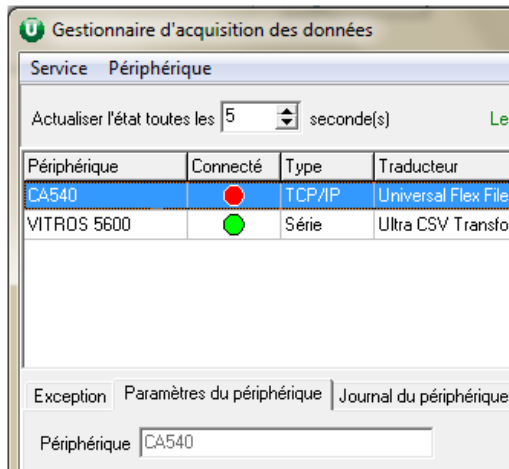 Gestionnaire d'acquisition des données
Service Périphérique
Actualiser l'état toutes les 5 seconde(s) Le
Périphérique Connecté Type Traducteur
CA540 TCP/IP Universal Flex File
VITROS 5600 Série Ultra CSV Transfo
Exception Paramètres du périphérique Journal du périphérique
Périphérique CA540